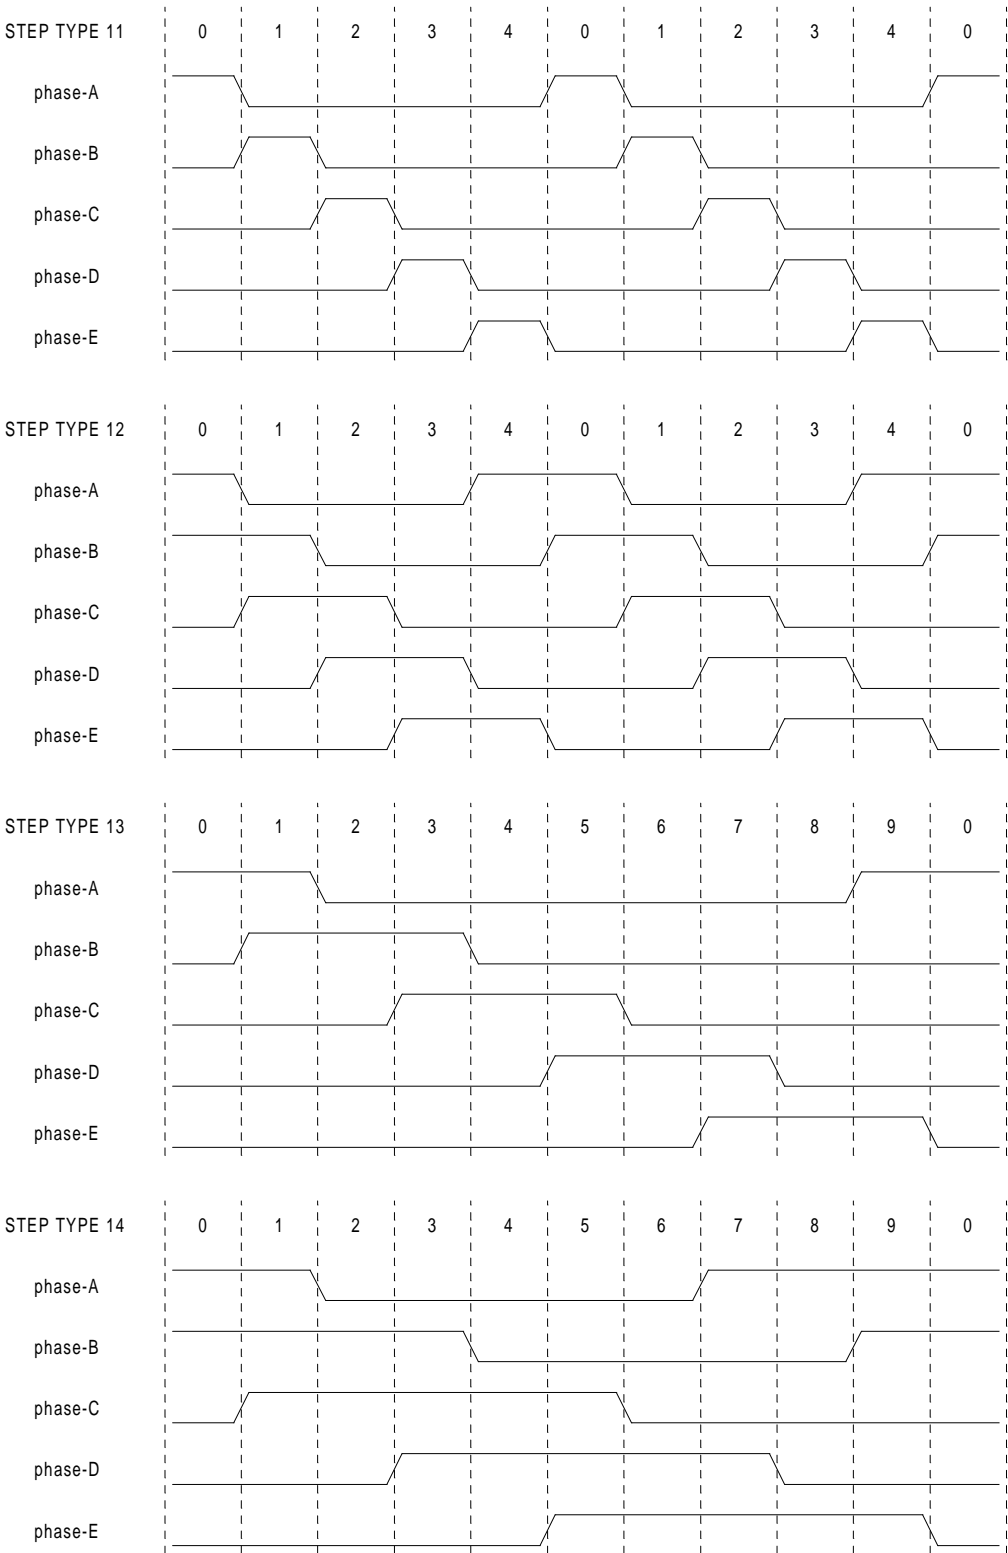 STEP TYPE 11 0 1 2 3 4 0 1 2 3 4 0
phase-A
phase-B
phase-C
phase-D
phase-E
STEP TYPE 12 0 1 2 3 4 0 1 2 3 4 0
phase-A
phase-B
phase-C
phase-D
phase-E
STEP TYPE 13 0 1 2 3 4 5 6 7 8 9 0
phase-A
phase-B
phase-C
phase-D
phase-E
STEP TYPE 14 0 1 2 3 4 5 6 7 8 9 0
phase-A
phase-B
phase-C
phase-D
phase-E